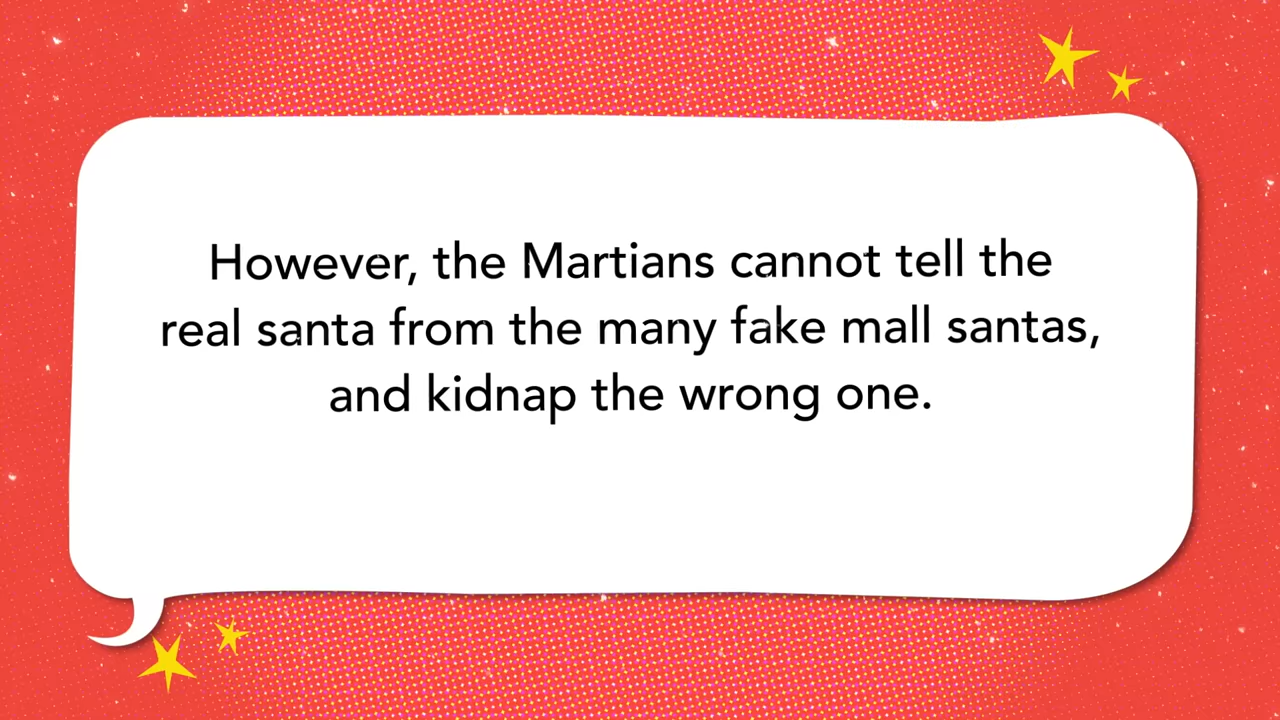 However, the Martians cannot tell the
real santa from the many fake mall santas,
and kidnap the wrong one.